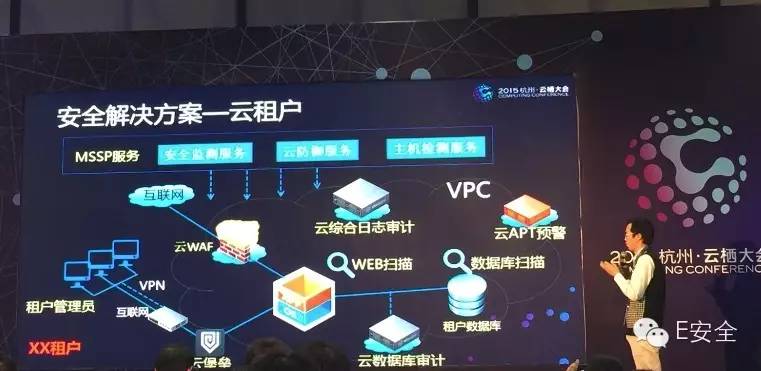 2015杭州·云栖大会
COMPUTING CONFERENCE
安全解决方案—云租户
MSSP服务
安全监测服务
云防御服务
主机检测服务
互联网
VPC
云WAF
云综合日志审计
云APT预警
WEB扫描
数据库扫描
租户管理员
VPN
互联网
租户数据库
XX租户
云堡垒
云数据库审计
杭州·云栖大会
CONFERENCE
E安全